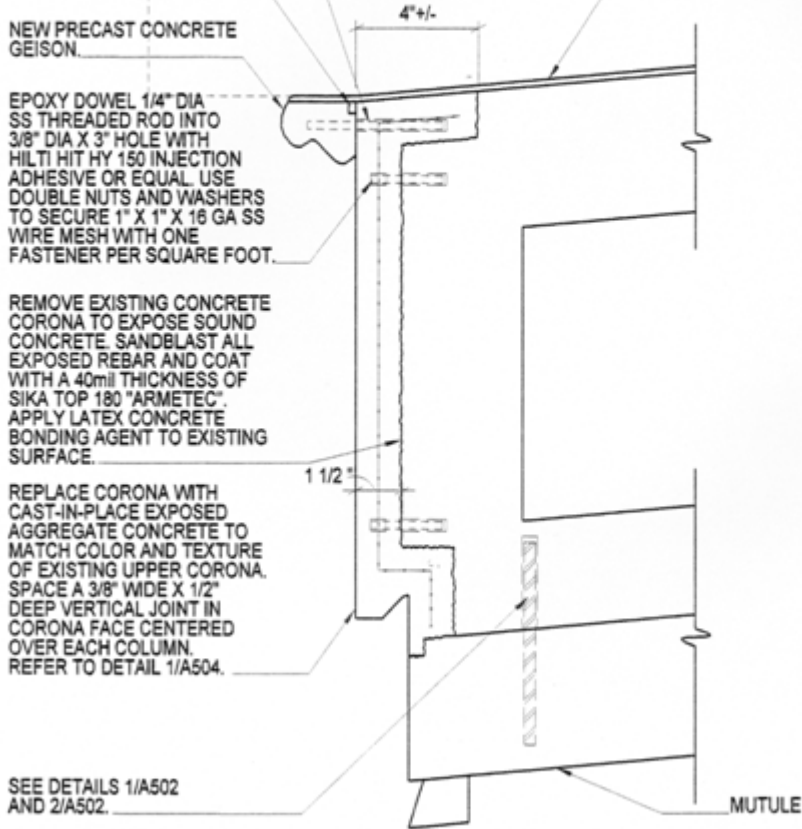 4"+/-
NEW PRECAST CONCRETE
GEISON.
EPOXY DOWEL 1/4" DIA
SS THREADED ROD INTO
3/8" DIA X 3" HOLE WITH
HILTI HIT HY 150 INJECTION
ADHESIVE OR EQUAL. USE
DOUBLE NUTS AND WASHERS
TO SECURE 1" X 1" X 16 GA SS
WIRE MESH WITH ONE
FASTENER PER SQUARE FOOT.
REMOVE EXISTING CONCRETE
CORONA TO EXPOSE SOUND
CONCRETE. SANDBLAST ALL
EXPOSED REBAR AND COAT
WITH A 40mil THICKNESS OF
SIKA TOP 180 "ARMETEC".
APPLY LATEX CONCRETE
BONDING AGENT TO EXISTING
SURFACE.
1 1/2"
REPLACE CORONA WITH
CAST-IN-PLACE EXPOSED
AGGREGATE CONCRETE TO
MATCH COLOR AND TEXTURE
OF EXISTING UPPER CORONA.
SPACE A 3/8" WIDE X 1/2"
DEEP VERTICAL JOINT IN
CORONA FACE CENTERED
OVER EACH COLUMN.
REFER TO DETAIL 1/A504.
SEE DETAILS 1/A502
AND 2/A502.
MUTULE